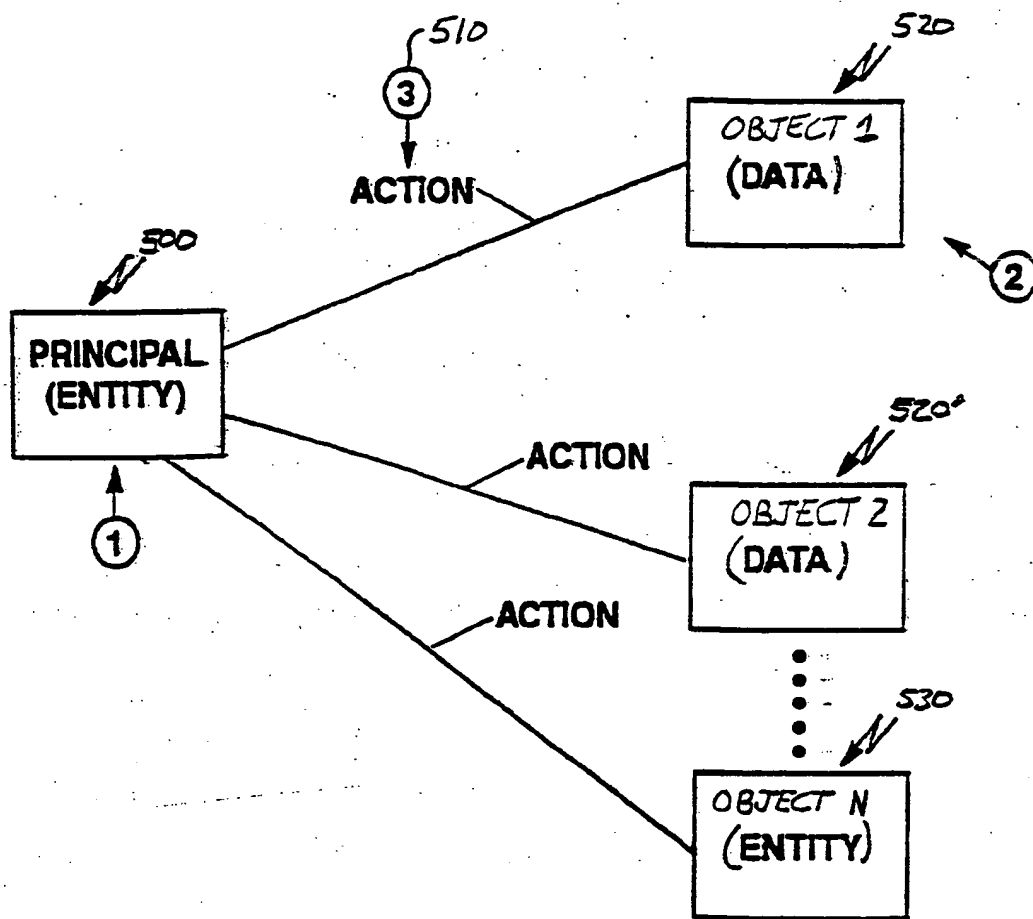 510
3
ACTION
520
OBJECT 1
(DATA)
2
500
PRINCIPAL
(ENTITY)
1
ACTION
520'
OBJECT 2
(DATA)
ACTION
530
OBJECT N
(ENTITY)